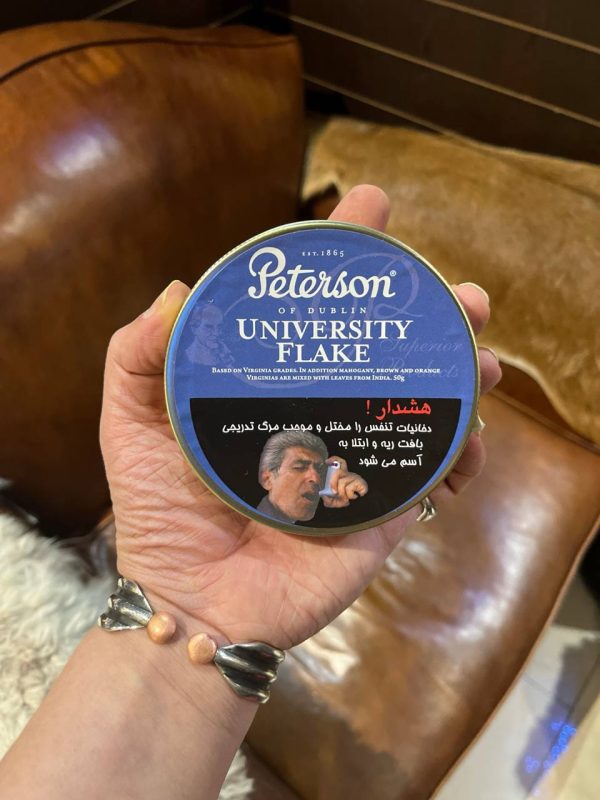 EST. 1865
Peterson®
OF DUBLIN
UNIVERSITY
FLAKE
Superior
BASED ON VIRGINIA GRADES. IN ADDITION MAHOGANY, BROWN AND ORANGE
VIRGINIAS ARE MIXED WITH LEAVES FROM INDIA. 50g
هشدار !
دخانیات تنفس را مختل و موجب مرگ تدریجی
بافت ریه و ابتلا به
آسم می شود